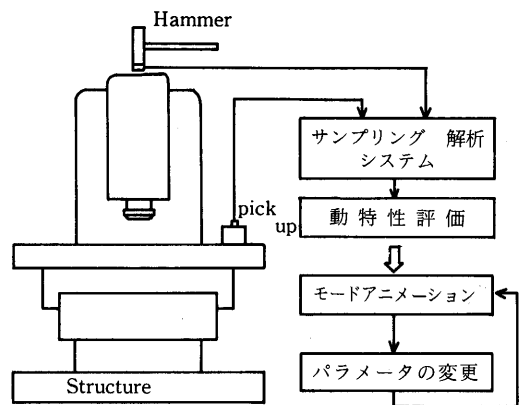 Hammer
サンプリング 解析
システム
pick
up
動特性評価
モードアニメーション
パラメータの変更
Structure